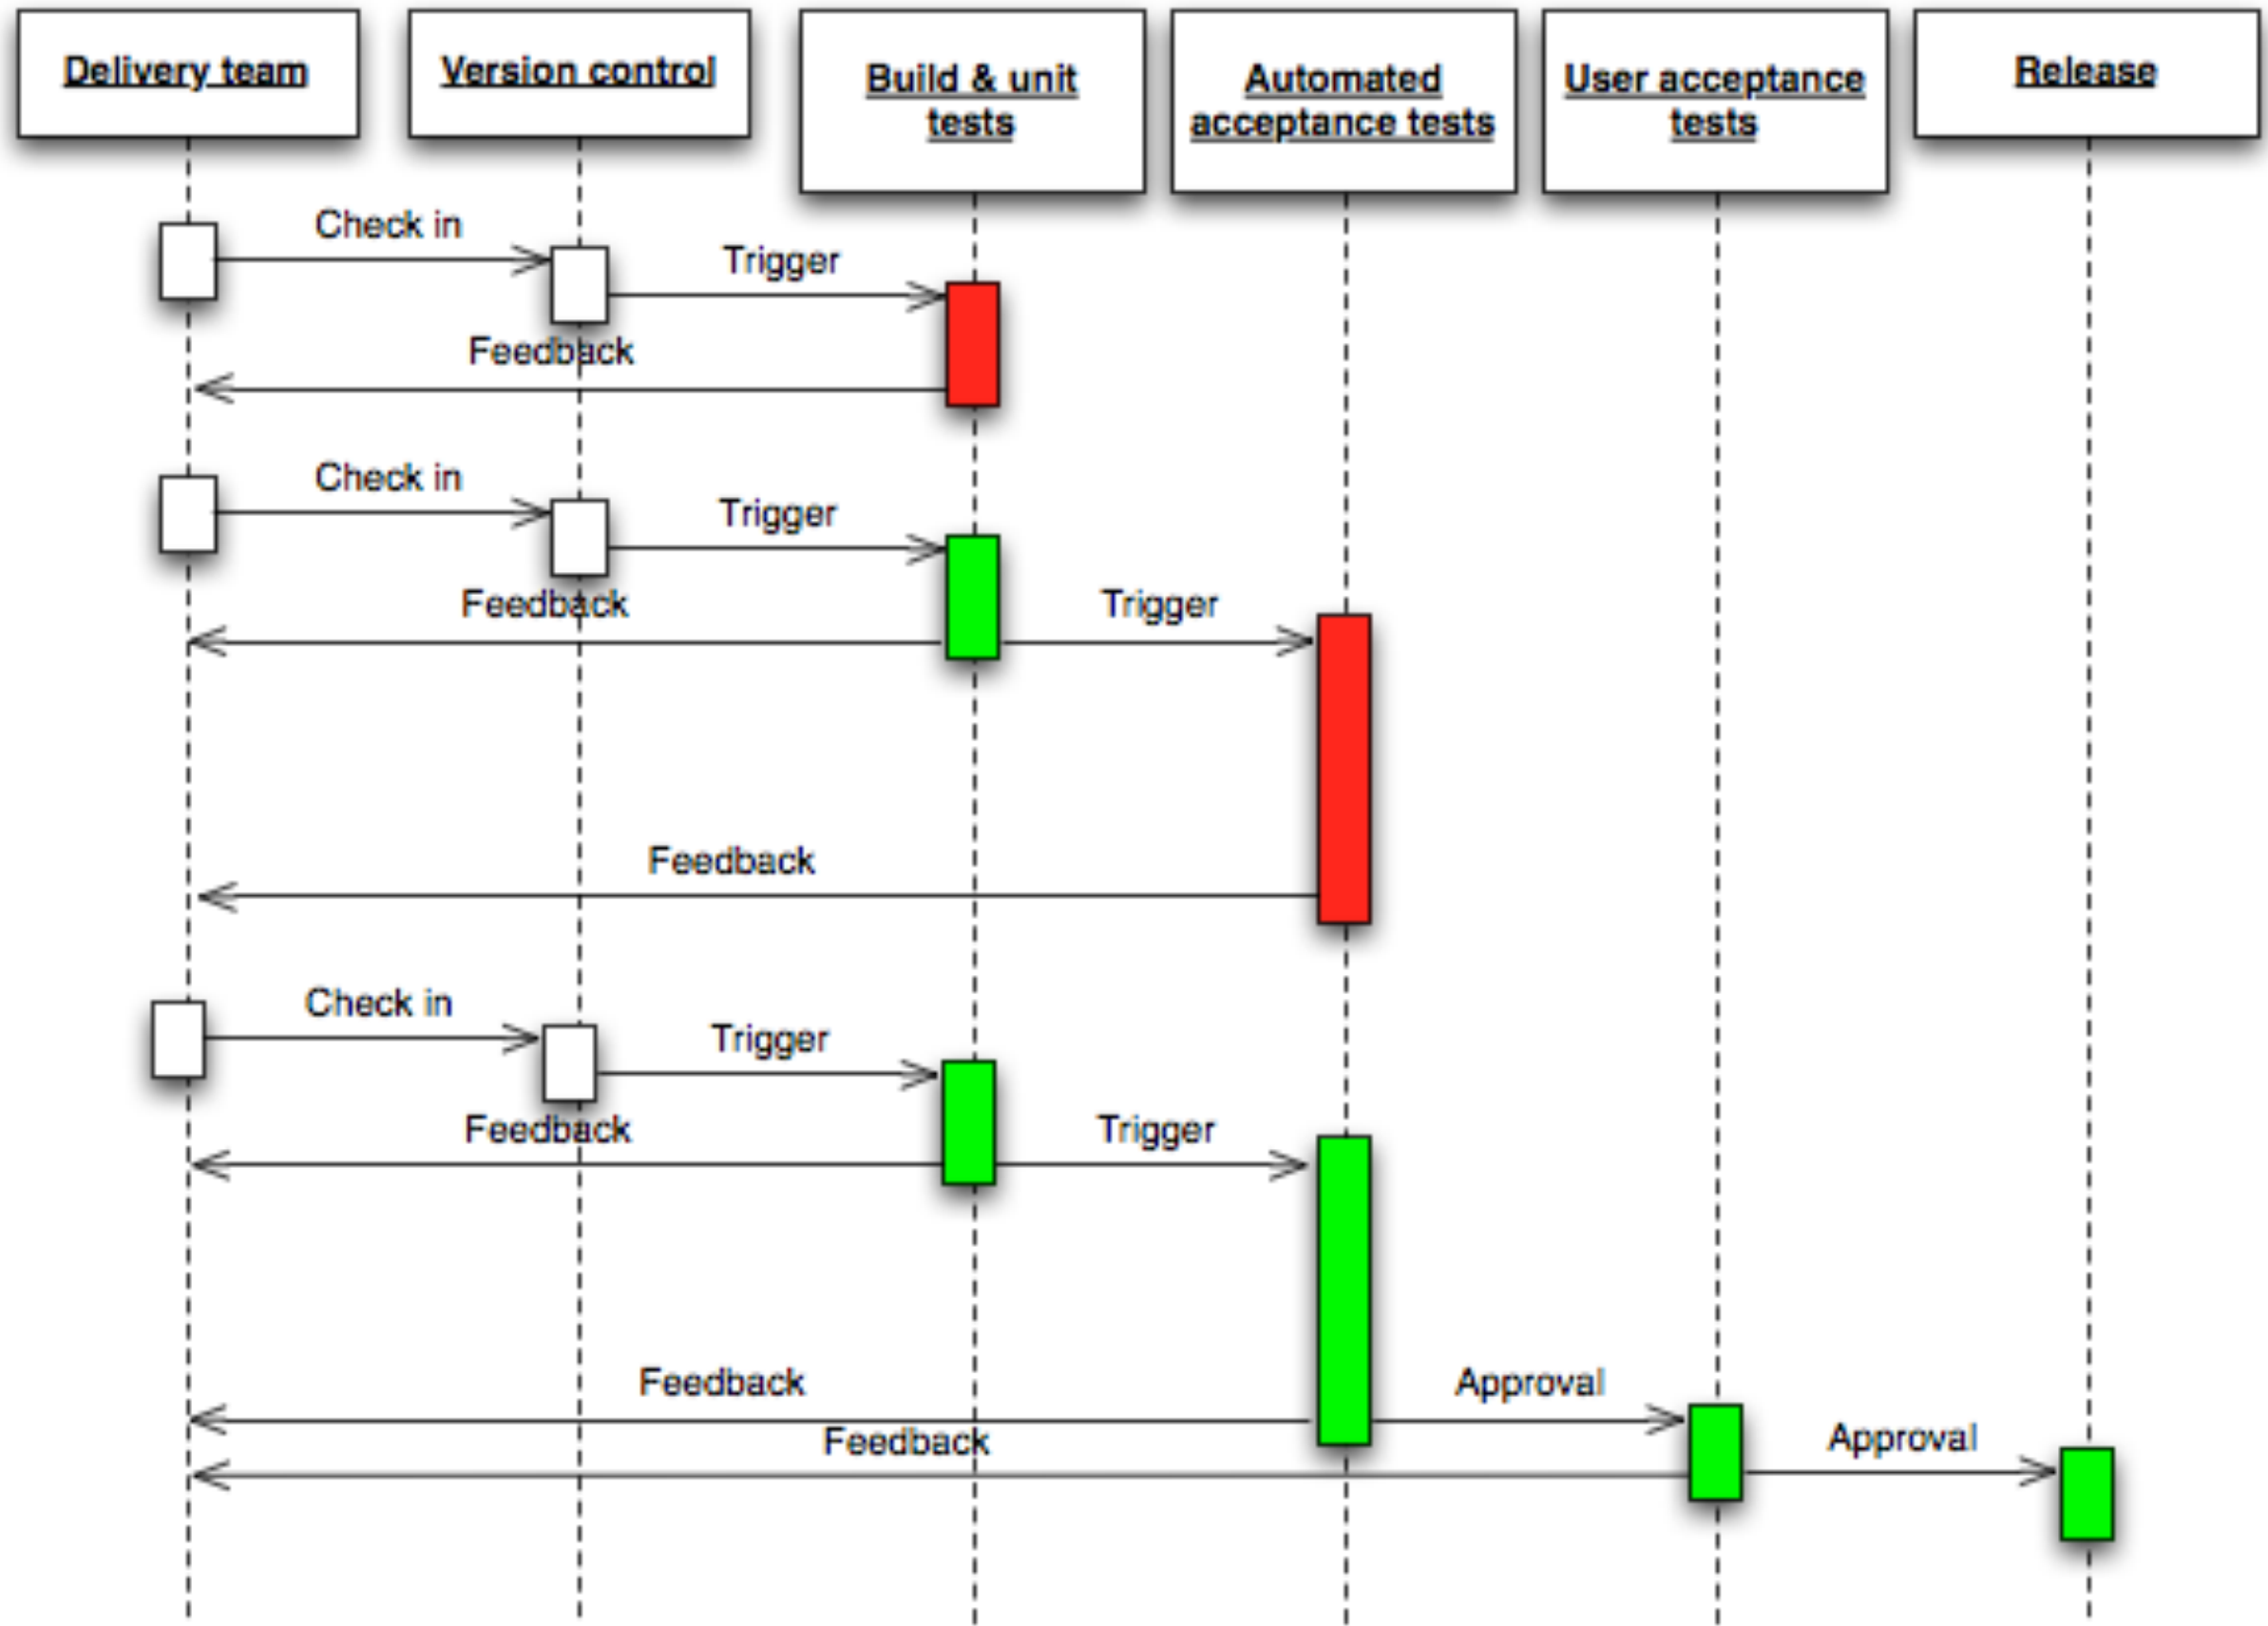 Delivery team
Version control
Build & unit
tests
Automated
acceptance tests
User acceptance
tests
Release
Check in
Trigger
Feedback
Check in
Trigger
Feedback
Trigger
Feedback
Check in
Trigger
Feedback
Trigger
Feedback
Approval
Feedback
Approval